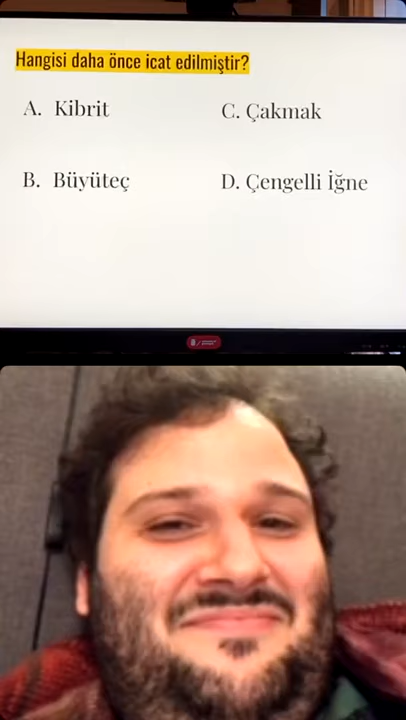 Hangisi daha önce icat edilmiştir?
A. Kibrit
C. Çakmak
B. Büyüteç
D. Çengelli İğne